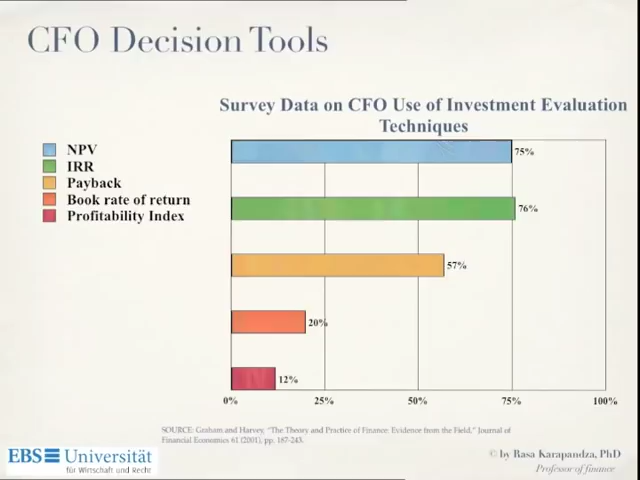 CFO Decision Tools
Survey Data on CFO Use of Investment Evaluation
Techniques
NPV
IRR
Payback
Book rate of return
Profitability Index
75%
76%
57%
20%
12%
0%
25%
50%
75%
100%
SOURCE: Graham and Harvey, "The Theory and Practice of Finance: Evidence from the Field," Journal of
Financial Economics 61 (2001), pp. 187-243.
EBS Universität
für Wirtschaft und Recht
© by Rasa Karapandza, PhD
Professor of finance